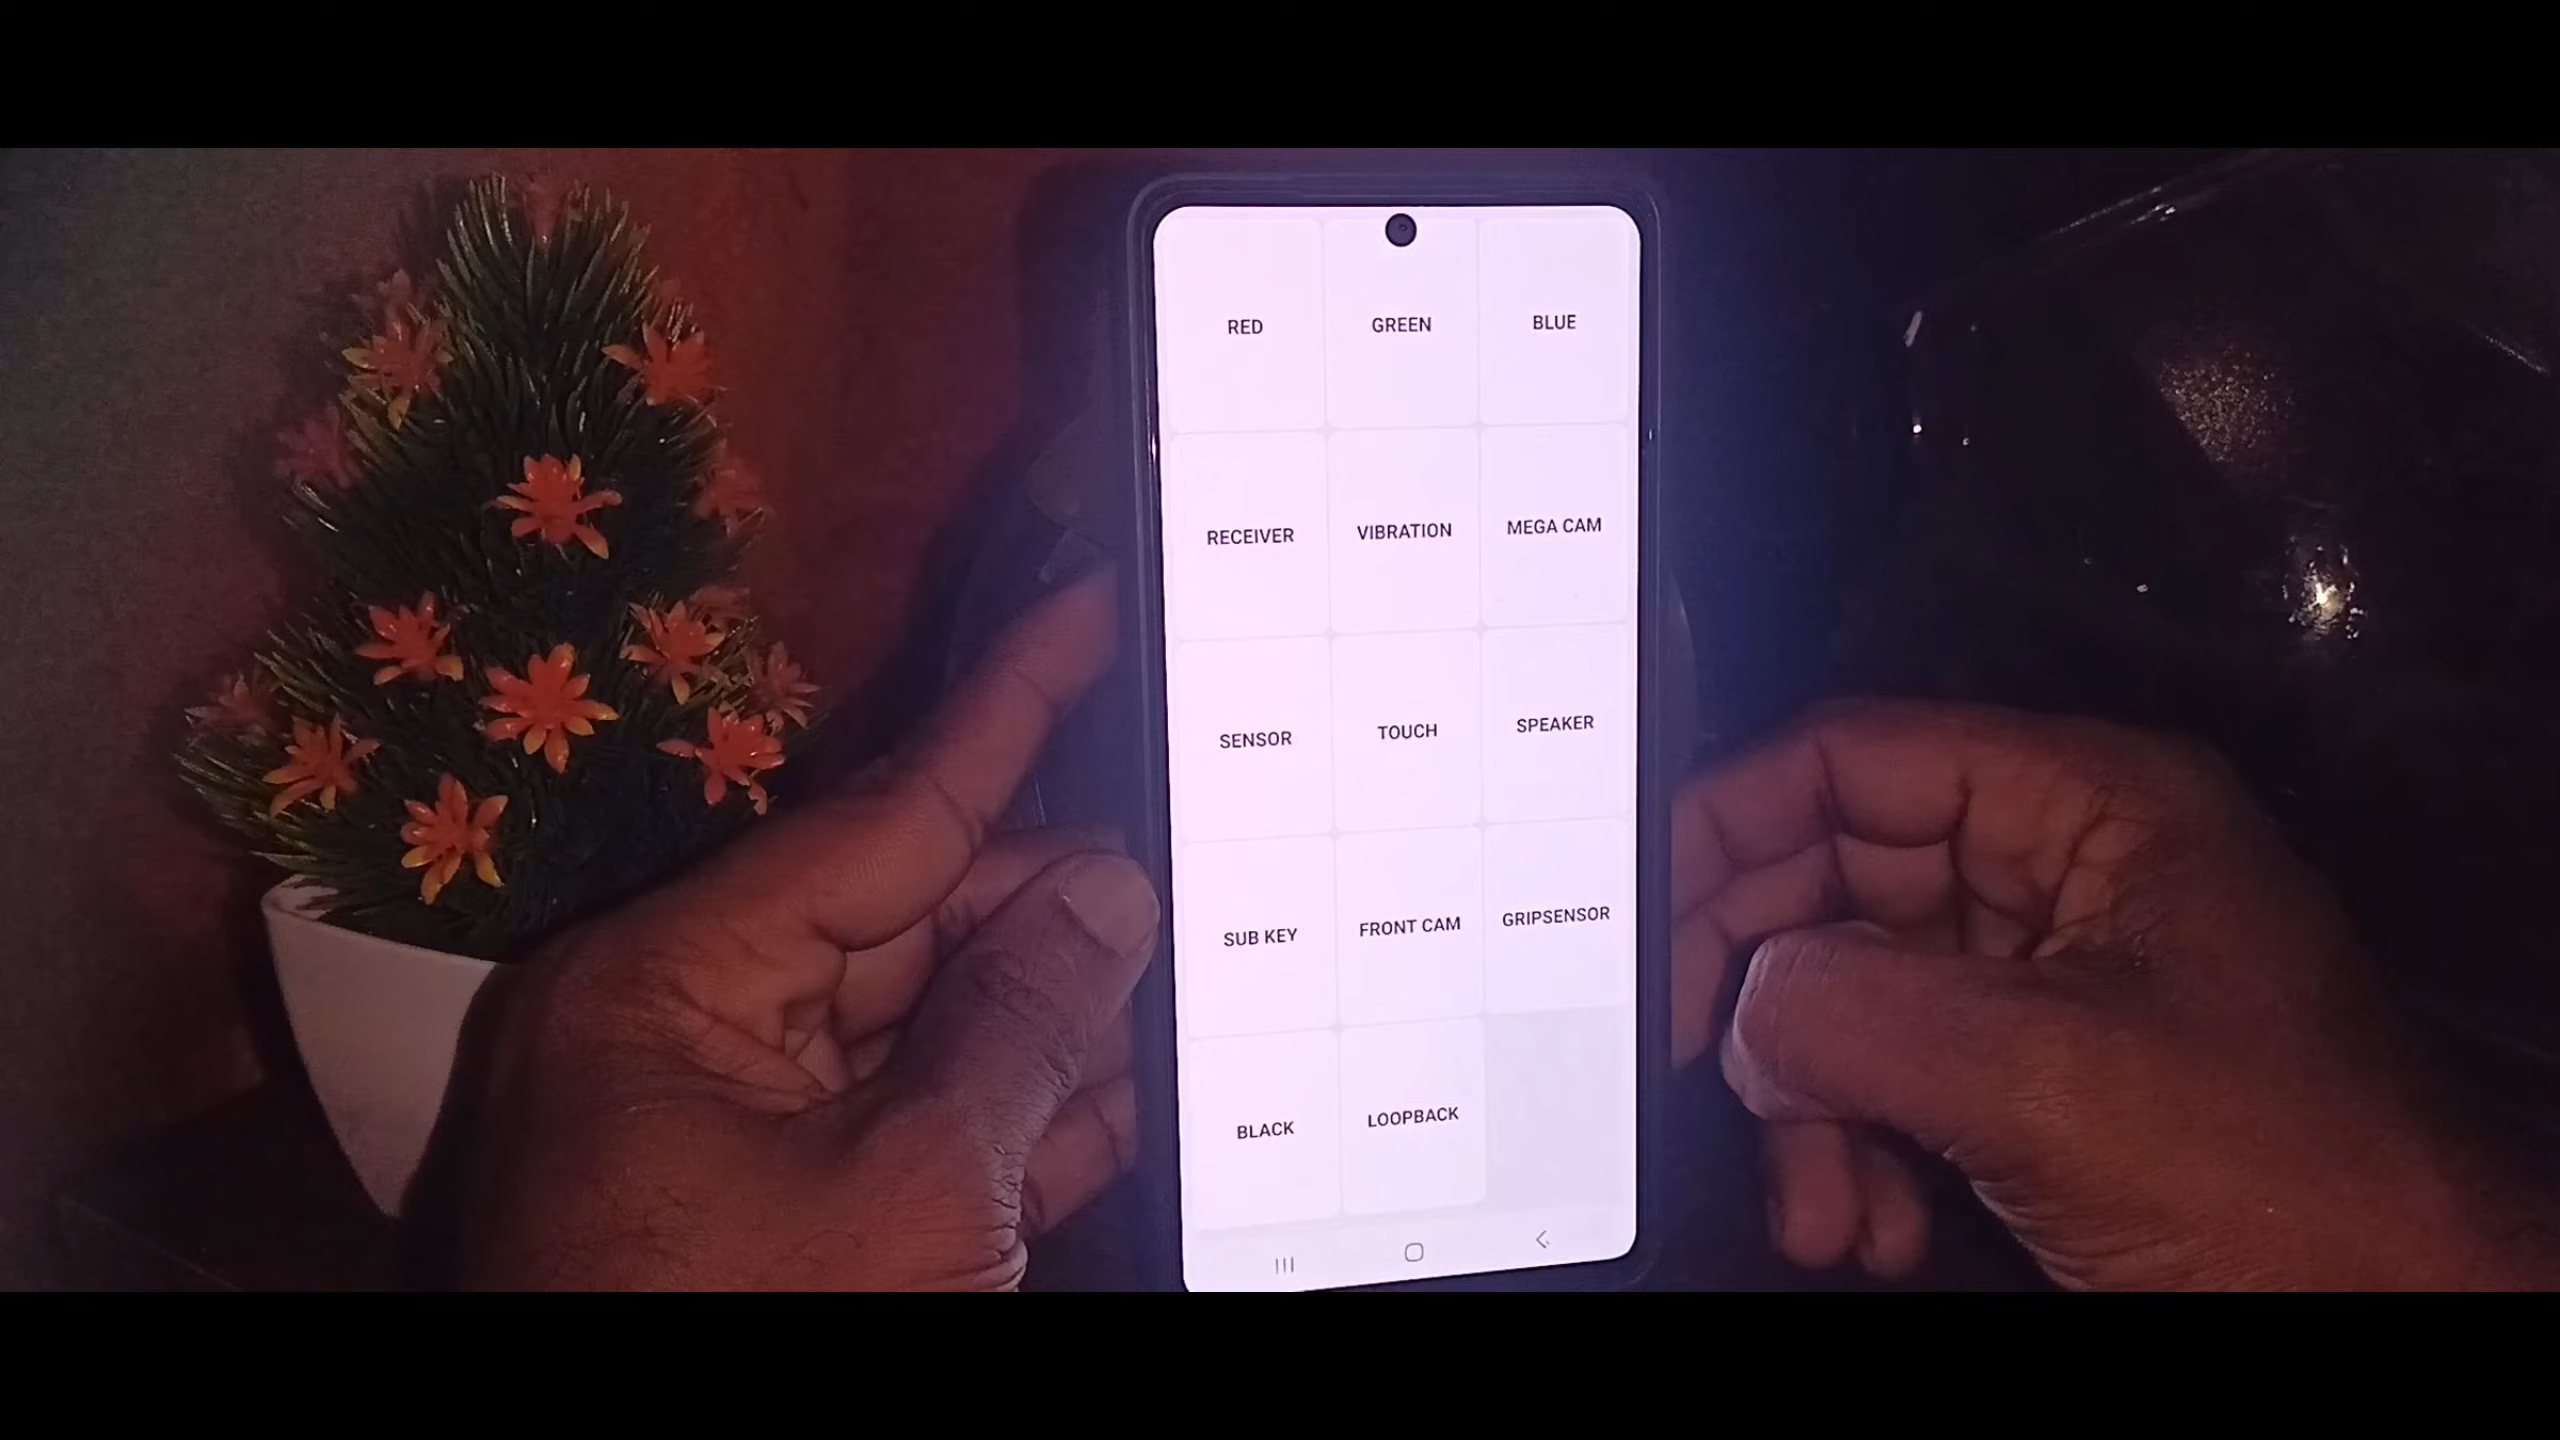 RED GREEN BLUE
RECEIVER VIBRATION MEGA CAM
SENSOR TOUCH SPEAKER
SUB KEY FRONT CAM GRIPSENSOR
BLACK LOOPBACK